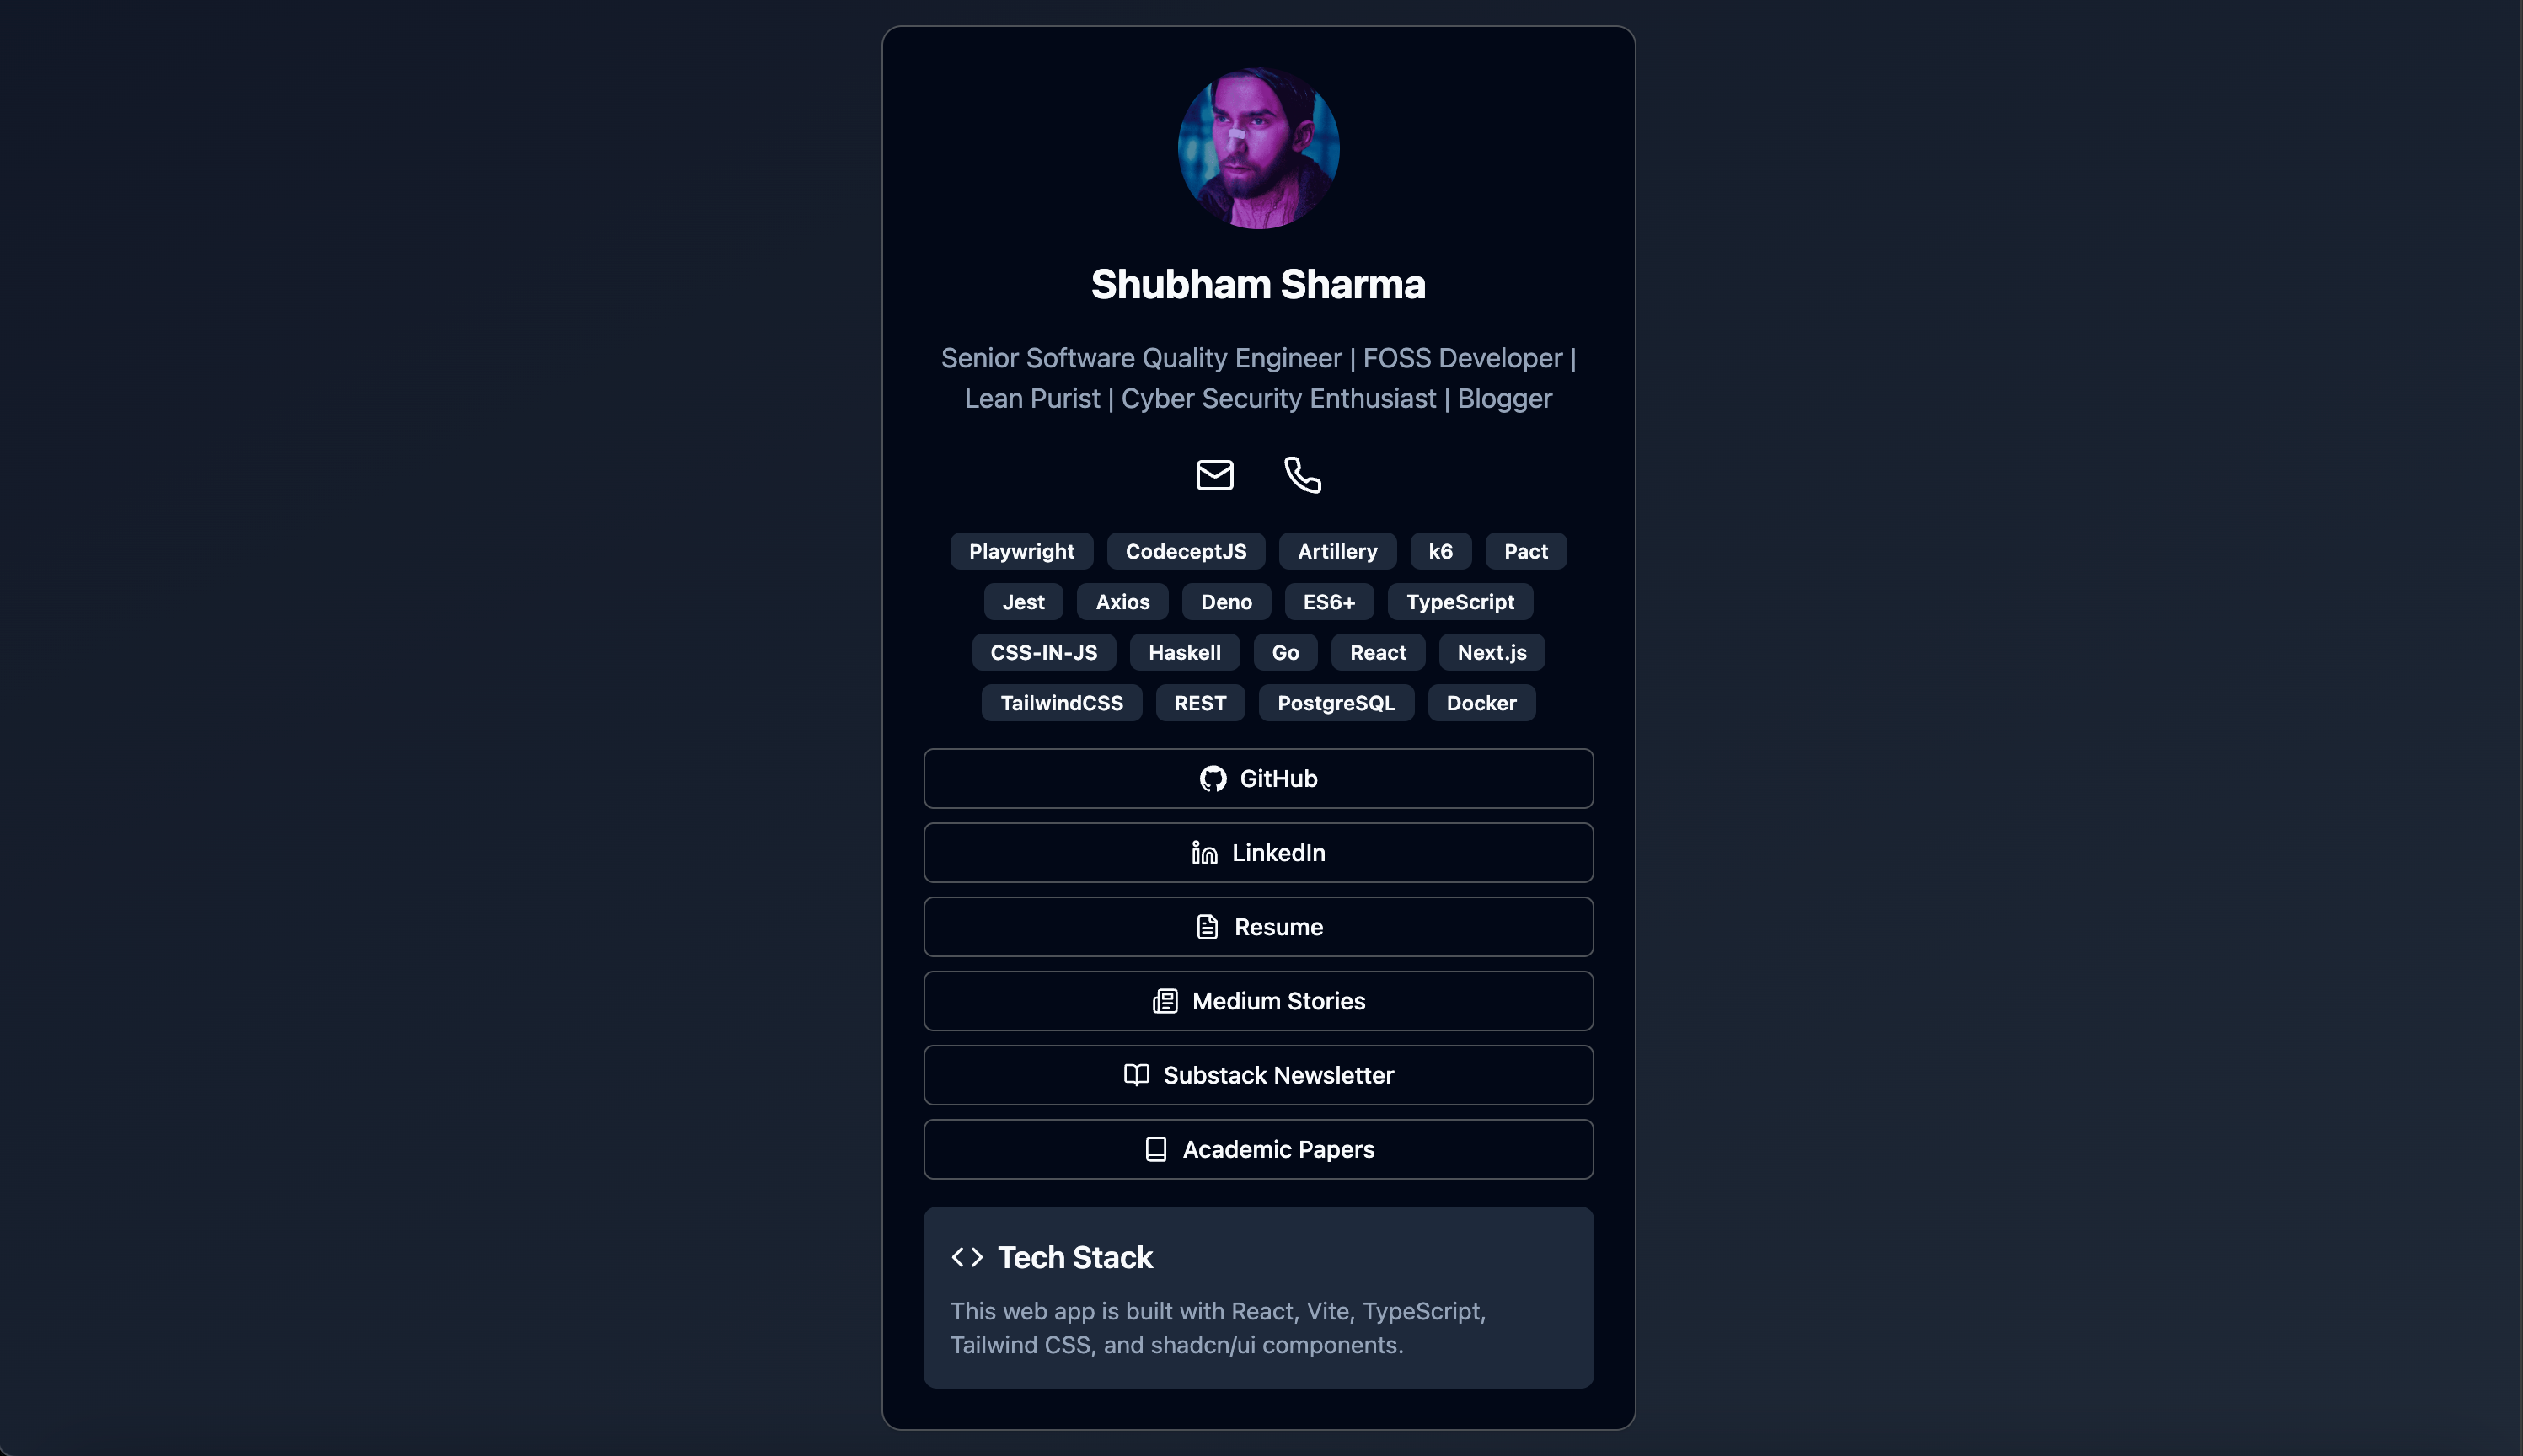 Shubham Sharma
Senior Software Quality Engineer | FOSS Developer |
Lean Purist | Cyber Security Enthusiast | Blogger
Playwright CodeceptJS Artillery k6 Pact
Jest Axios Deno ES6+ TypeScript
CSS-IN-JS Haskell Go React Next.js
TailwindCSS REST PostgreSQL Docker
GitHub
LinkedIn
Resume
Medium Stories
Substack Newsletter
Academic Papers
Tech Stack
This web app is built with React, Vite, TypeScript,
Tailwind CSS, and shadcn/ui components.